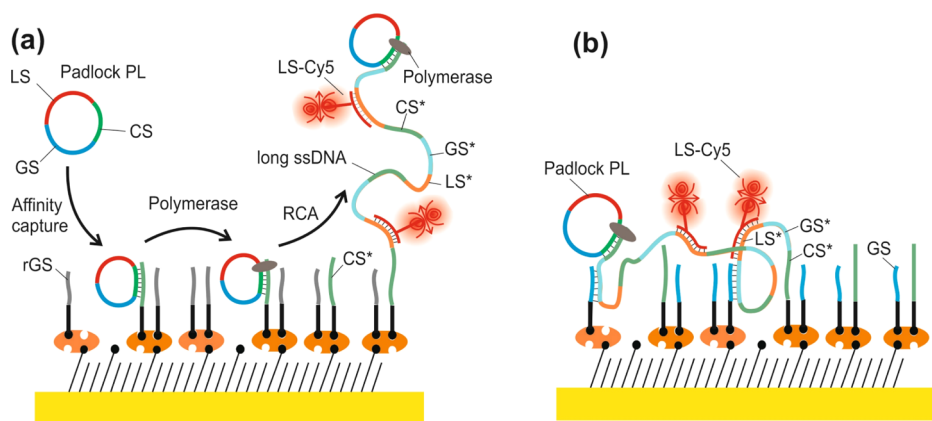 (a)
LS
Padlock PL
CS
GS
Affinity
capture
Polymerase
rGS
RCA
long ssDNA
CS*
LS-Cy5
Polymerase
CS*
GS*
LS*
(b)
LS-Cy5
Padlock PL
GS*
LS*
CS*
GS